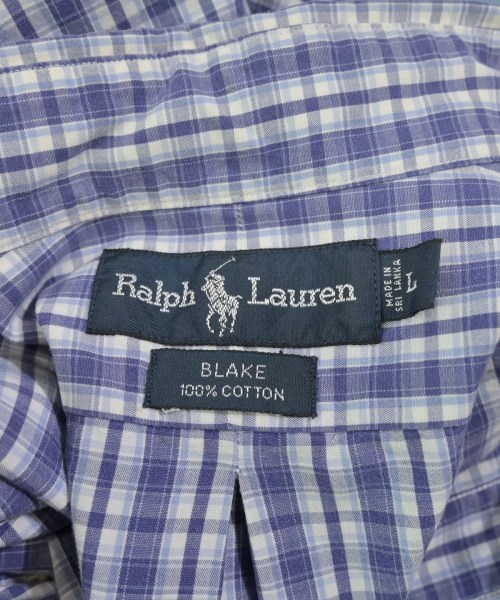 Ralph Lauren
MADE IN
SRI LANKA
L
BLAKE
100% COTTON